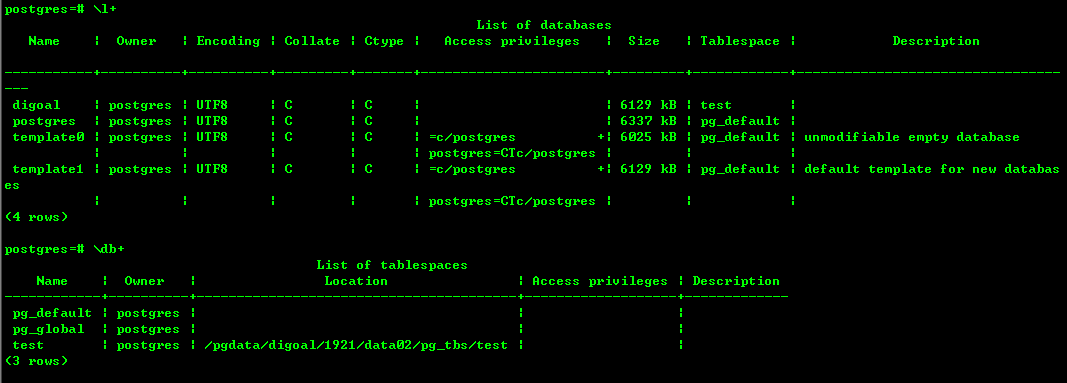 postgres=# \l+
                                                           List of databases
   Name    ¦  Owner   ¦ Encoding ¦ Collate ¦ Ctype ¦   Access privileges   ¦  Size   ¦ Tablespace ¦            Description
-----------+----------+----------+---------+-------+-----------------------+---------+------------+---------------------------------
---
 digoal    ¦ postgres ¦ UTF8     ¦ C       ¦ C     ¦                       ¦ 6129 kB ¦ test       ¦
 postgres  ¦ postgres ¦ UTF8     ¦ C       ¦ C     ¦                       ¦ 6337 kB ¦ pg_default ¦
 template0 ¦ postgres ¦ UTF8     ¦ C       ¦ C     ¦ =c/postgres          +¦ 6025 kB ¦ pg_default ¦ unmodifiable empty database
           ¦          ¦          ¦         ¦       ¦ postgres=CTc/postgres ¦         ¦            ¦
 template1 ¦ postgres ¦ UTF8     ¦ C       ¦ C     ¦ =c/postgres          +¦ 6129 kB ¦ pg_default ¦ default template for new databas
es
           ¦          ¦          ¦         ¦       ¦ postgres=CTc/postgres ¦         ¦            ¦
(4 rows)
postgres=# \db+
                                       List of tablespaces
    Name    ¦  Owner   ¦                Location                ¦ Access privileges ¦ Description
------------+----------+----------------------------------------+-------------------+-------------
 pg_default ¦ postgres ¦                                        ¦                   ¦
 pg_global  ¦ postgres ¦                                        ¦                   ¦
 test       ¦ postgres ¦ /pgdata/digoal/1921/data02/pg_tbs/test ¦                   ¦
(3 rows)